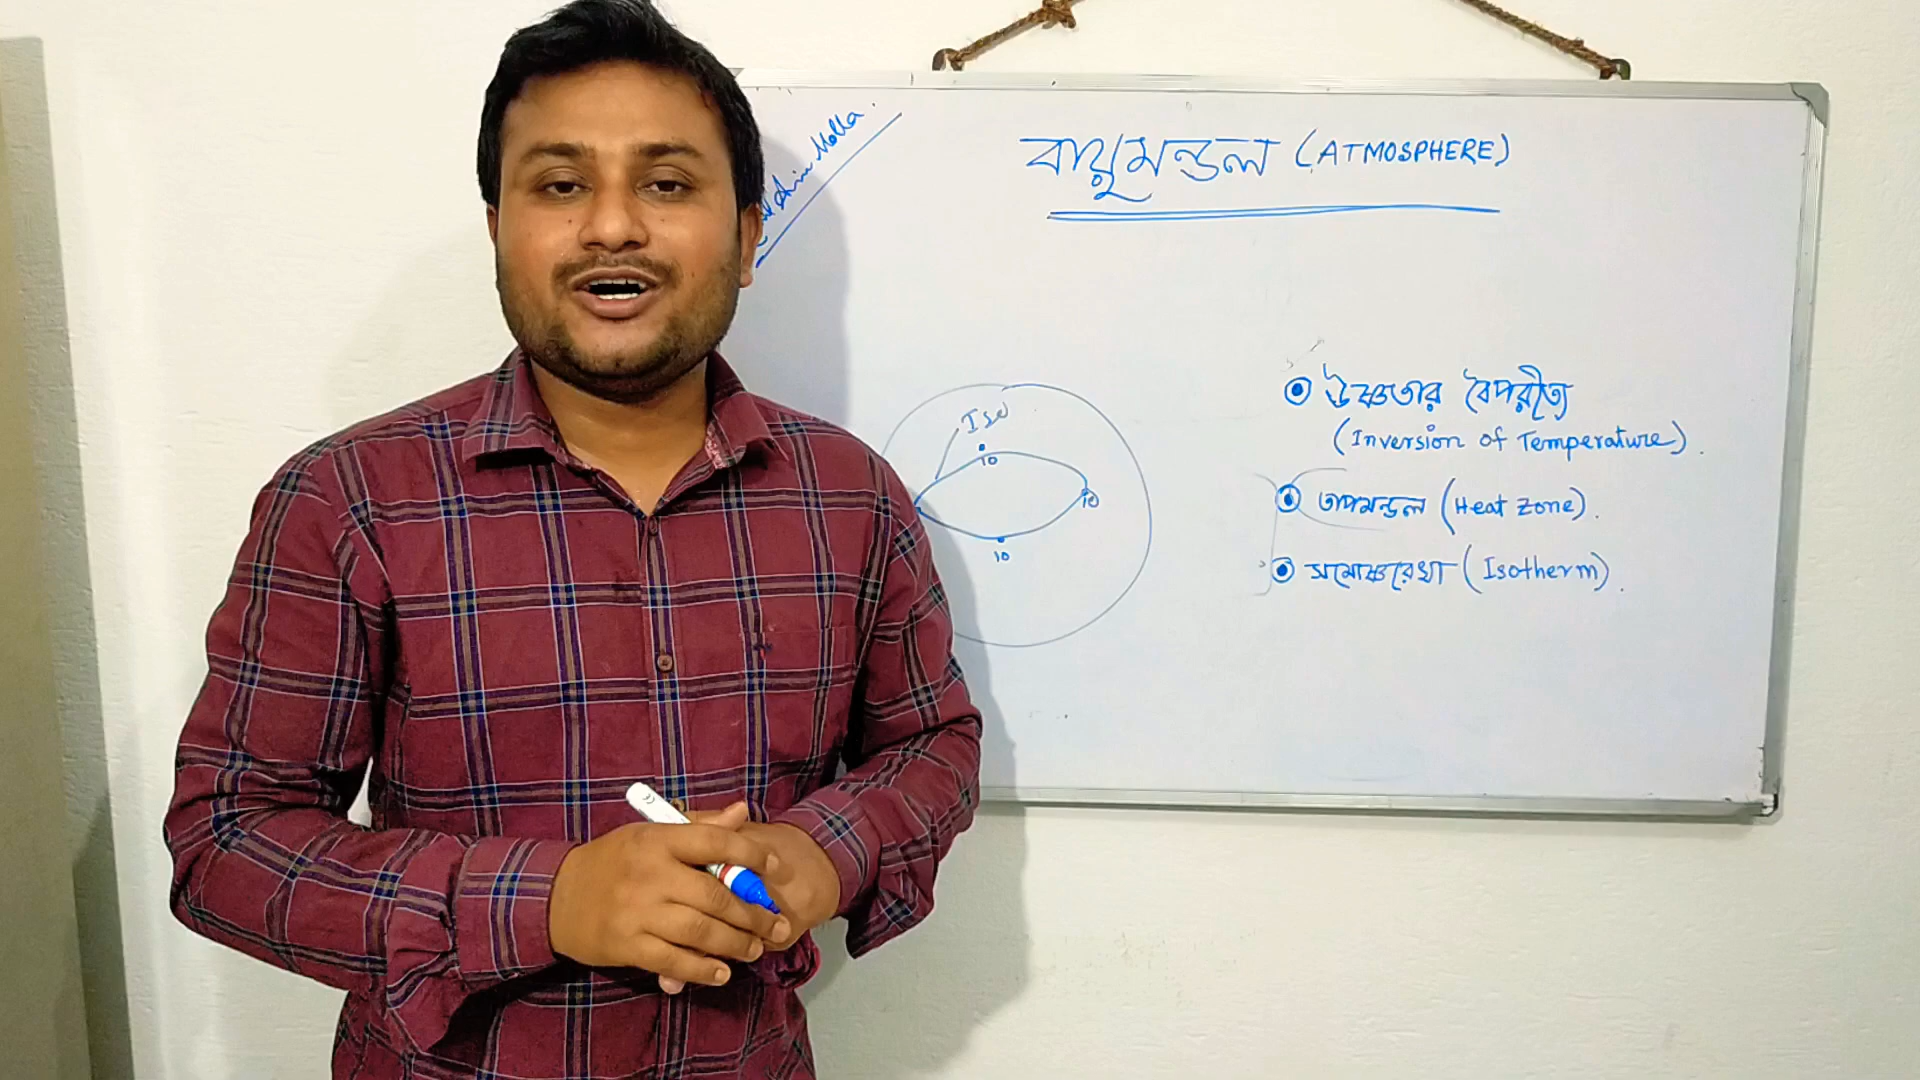 Molla.
বায়ুমন্ডল (ATMOSPHERE)
উষ্ণতার বৈপরীত্য
(Inversion of Temperature).
তাপমন্ডল (Heat Zone).
সমোষ্ণরেখা (Isotherm).
Iso
10
10
10